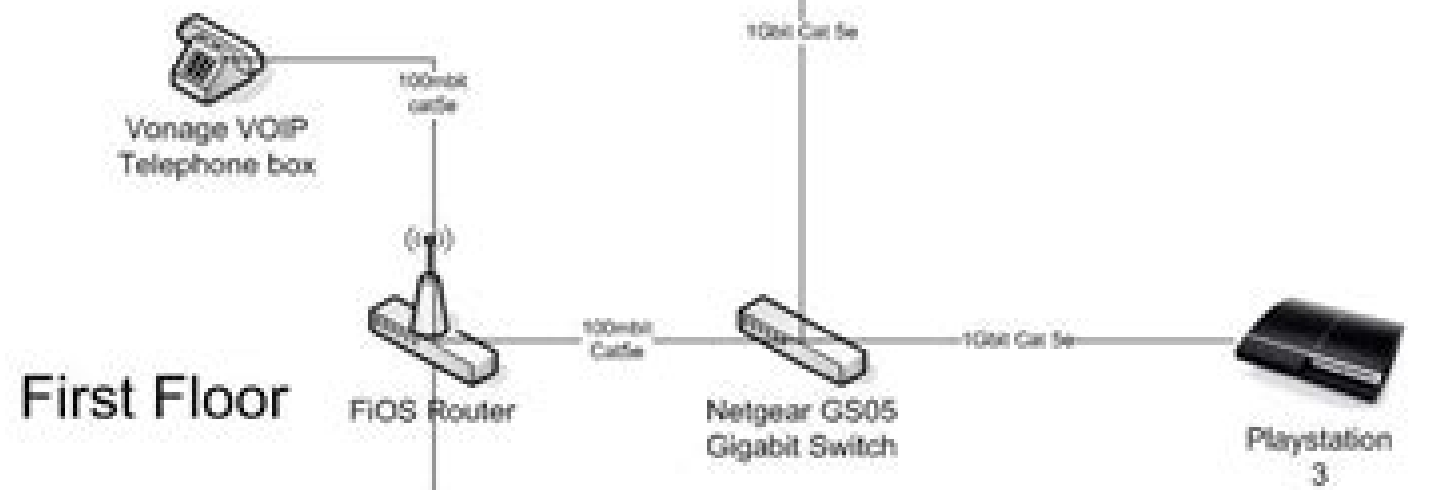 1Gbit Cat 5e
100mbit
cat5e
Vonage VOIP
Telephone box
100mbit
Cat5e
1Gbit Cat 5e
First Floor
FiOS Router
Netgear GS05
Gigabit Switch
Playstation
3